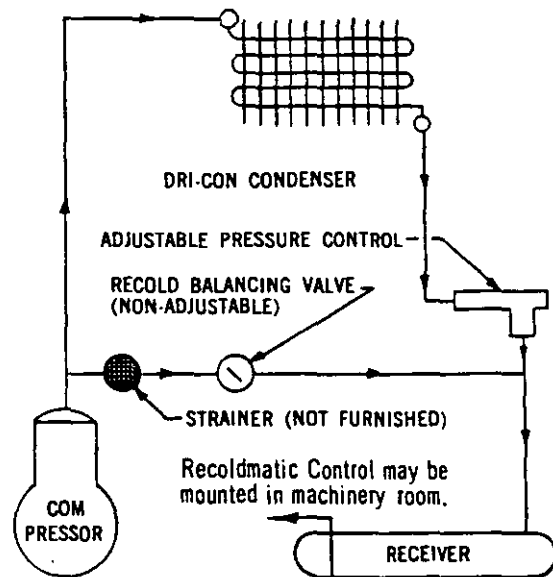 DRI-CON CONDENSER
ADJUSTABLE PRESSURE CONTROL
RECOLD BALANCING VALVE
(NON-ADJUSTABLE)
STRAINER (NOT FURNISHED)
Recoldmatic Control may be
mounted in machinery room.
COM
PRESSOR
RECEIVER